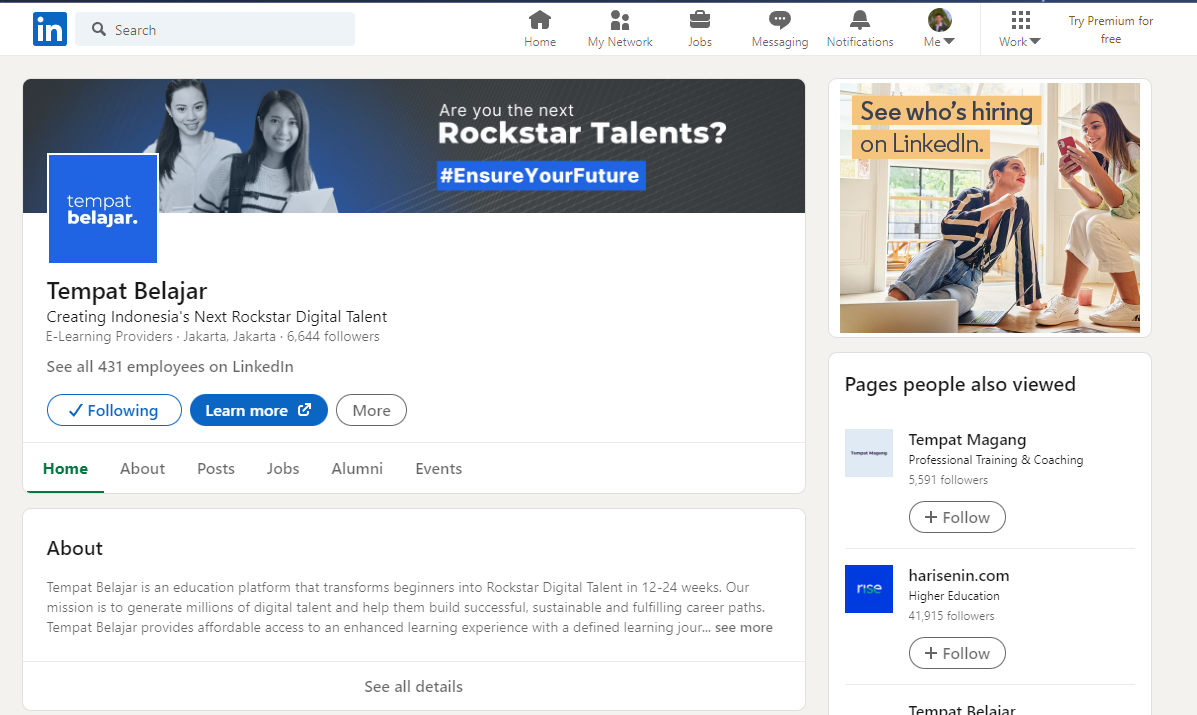 in
Search
Home
My Network
Jobs
Messaging
Notifications
Me
Work
Try Premium for
free
Are you the next
Rockstar Talents?
#EnsureYourFuture
tempat
belajar.
Tempat Belajar
Creating Indonesia's Next Rockstar Digital Talent
E-Learning Providers · Jakarta, Jakarta · 6,644 followers
See all 431 employees on LinkedIn
Following
Learn more
More
Home
About
Posts
Jobs
Alumni
Events
About
Tempat Belajar is an education platform that transforms beginners into Rockstar Digital Talent in 12-24 weeks. Our
mission is to generate millions of digital talent and help them build successful, sustainable and fulfilling career paths.
Tempat Belajar provides affordable access to an enhanced learning experience with a defined learning jour... see more
See all details
See who's hiring
on LinkedIn.
Pages people also viewed
Tempat Magang
Tempat Magang
Professional Training & Coaching
5,591 followers
+ Follow
rise
harisenin.com
Higher Education
41,915 followers
+ Follow
Tempat Belajar